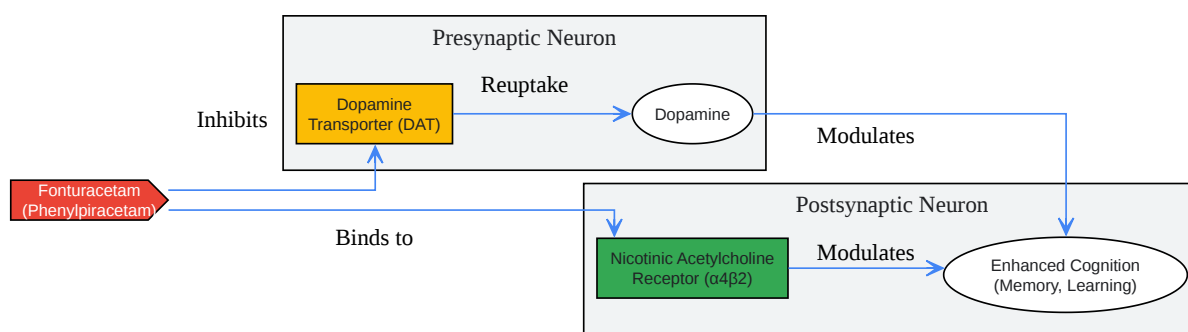 Presynaptic Neuron
Reuptake
Dopamine
Transporter (DAT)
Dopamine
Inhibits
Modulates
Fonturacetam
(Phenylpiracetam)
Postsynaptic Neuron
Binds to
Nicotinic Acetylcholine
Receptor (α4β2)
Modulates
Enhanced Cognition
(Memory, Learning)